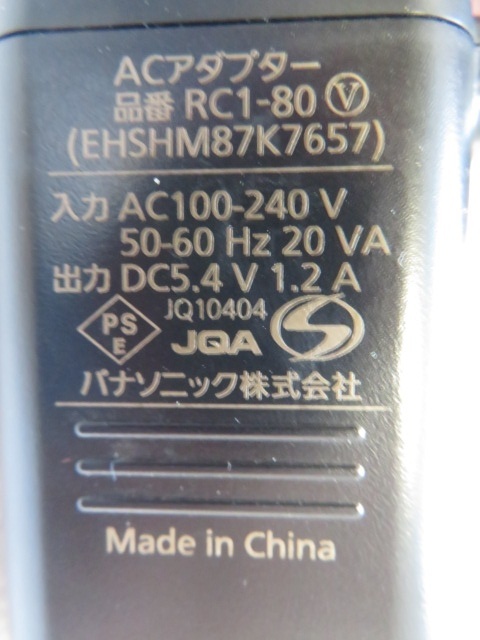 ACアダプター
品番 RC1-80 Ⓥ
(EHSHM87K7657)
入力 AC100-240 V
50-60 Hz 20 VA
出力 DC5.4 V 1.2 A
PS
E
JQ10404
JQA
S
パナソニック株式会社
Made in China